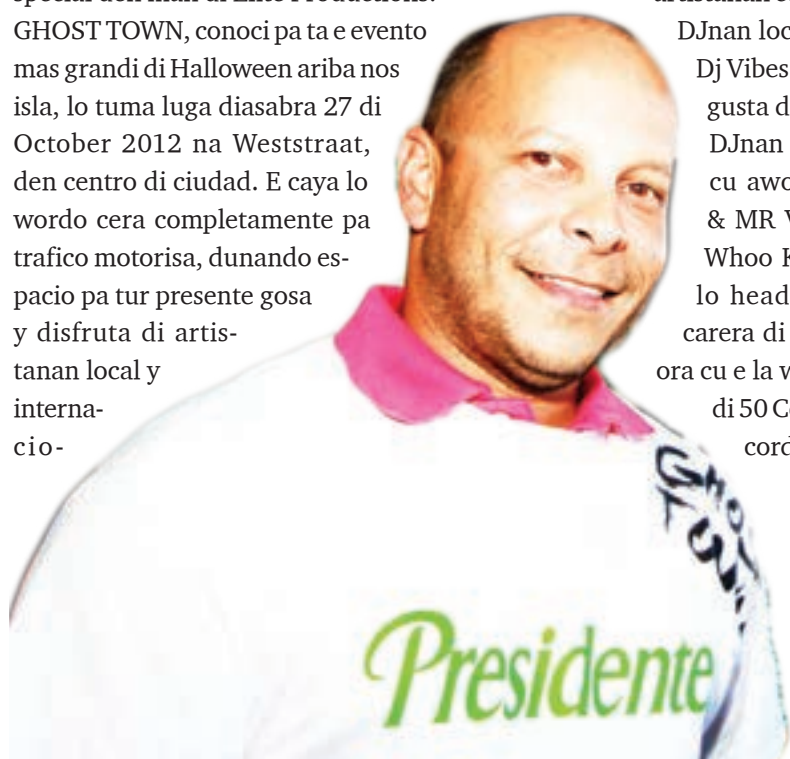 GHOST TOWN, conoci pa ta e evento
mas grandi di Halloween ariba nos
isla, lo tuma luga diasabra 27 di
October 2012 na Weststraat,
den centro di ciudad. E caya lo
wordo cera completamente pa
trafico motorisa, dunando es-
pacio pa tur presente gosa
y disfruta di artis-
tanan local y
interna-
cio-
DJnan loc
Dj Vibes
gusta d
DJnan
cu awo
& MR
Whoo K
lo head
carera di
ora cu e la
di 50
cord
Presidente